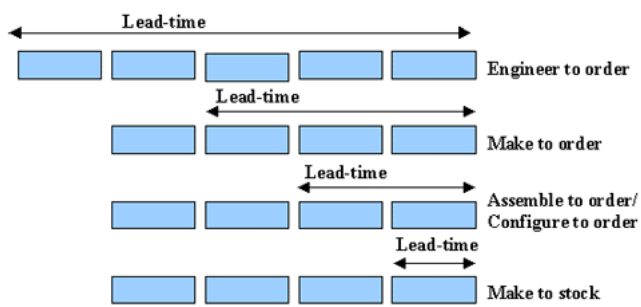 Lead-time
Engineer to order
Lead-time
Make to order
Lead-time
Assemble to order/
Configure to order
Lead-time
Make to stock